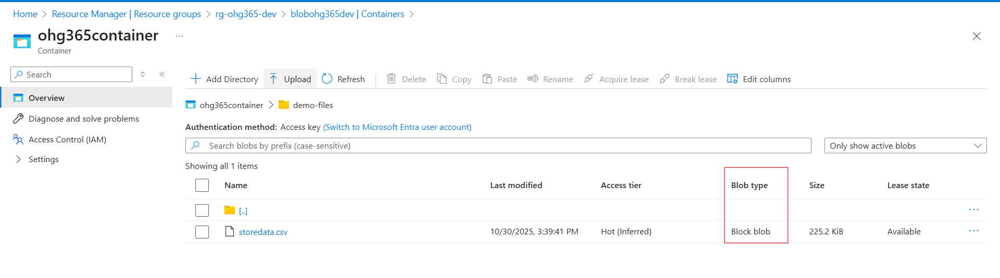 Home > Resource Manager | Resource groups > rg-ohg365-dev > blobohg365dev | Containers >
ohg365container ...
Container
Search
Add Directory Upload Refresh Delete Copy Paste Rename Acquire lease Break lease Edit columns
Overview
Diagnose and solve problems
Access Control (IAM)
Settings
ohg365container > demo-files
Authentication method: Access key (Switch to Microsoft Entra user account)
Search blobs by prefix (case-sensitive) Only show active blobs
Showing all 1 items
Name Last modified Access tier Blob type Size Lease state
[..] ...
storedata.csv 10/30/2025, 3:39:41 PM Hot (Inferred) Block blob 225.2 KiB Available ...